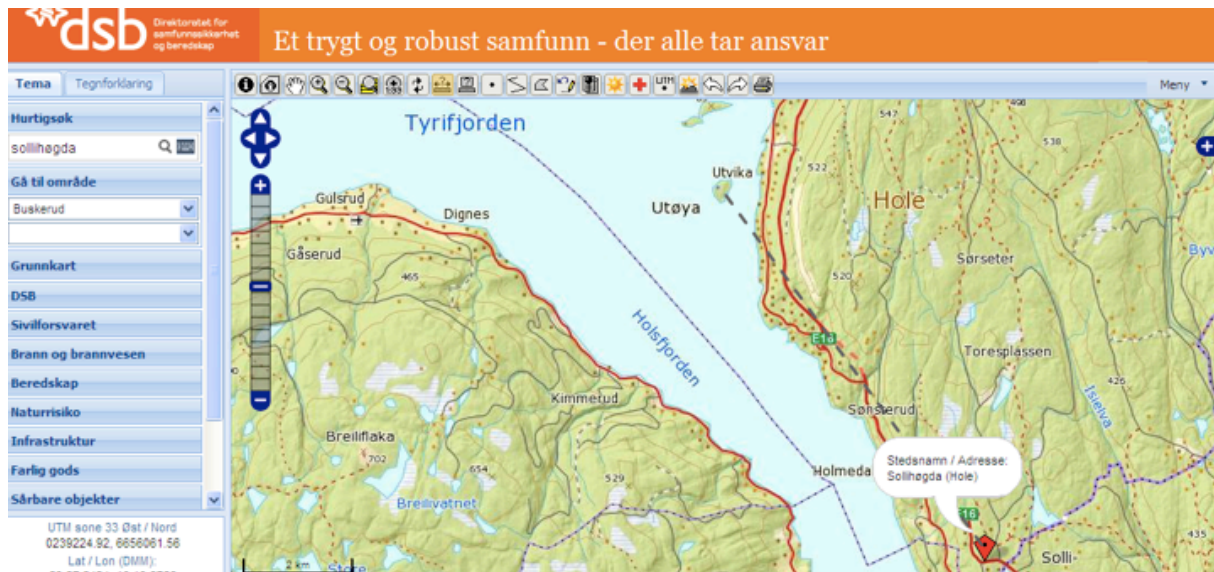 dsb
Direktoratet for
samfunnssikkerhet
og beredskap
Et trygt og robust samfunn - der alle tar ansvar
Tema
Tegnforklaring
UTM
Meny
Hurtigsøk
sollihøgda
Gå til område
Buskerud
Grunnkart
DSB
Sivilforsvaret
Brann og brannvesen
Beredskap
Naturrisiko
Infrastruktur
Farlig gods
Sårbare objekter
UTM sone 33 Øst / Nord
0239224.92, 6656061.56
Lat / Lon (DMM):
Tyrifjorden
547
498
538
Utvika
522
Gulsrud
Utøya
Hole
Dignes
Gåserud
Sørseter
465
520
Holsfjorden
E16
Toresplassen
426
Isielva
Kimmerud
Sønsterud
Breiliflaka
702
654
529
Holmeda
Stedsnamn / Adresse:
Sollihøgda (Hole)
Breilivatnet
E16
435
Solli-
2 km
Store